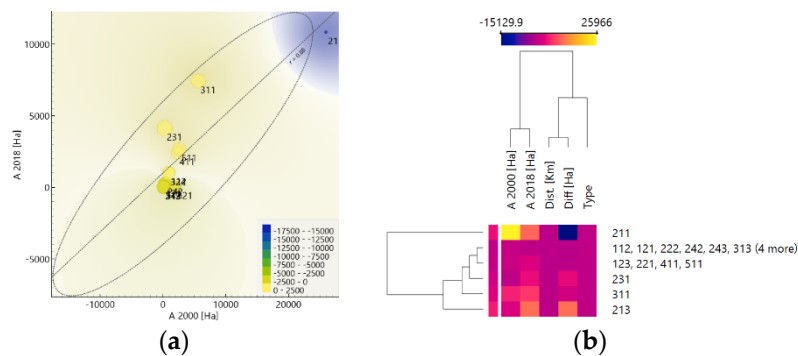 10000
5000
0
-5000
A 2018 [Ha]
-10000
0
10000
20000
A 2000 [Ha]
r = 0.88
21
311
231
511
411
-17500 - -15000
-15000 - -12500
-12500 - -10000
-10000 - -7500
-7500 - -5000
-5000 - -2500
-2500 - 0
0 - 2500
(a)
-15129.9
25966
A 2000 [Ha]
A 2018 [Ha]
Dist. [Km]
Diff [Ha]
Type
211
112, 121, 222, 242, 243, 313 (4 more)
123, 221, 411, 511
231
311
213
(b)